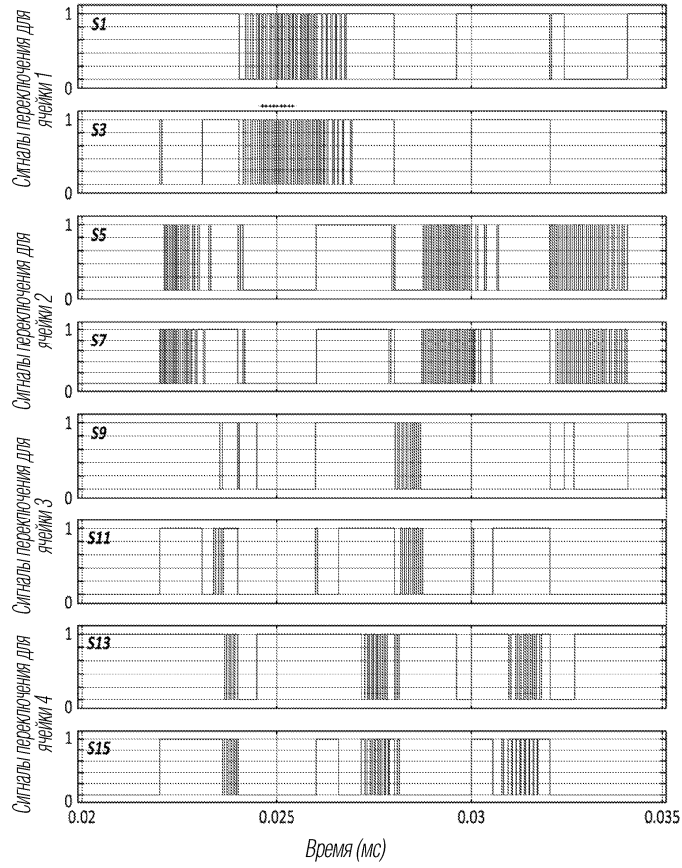 Сигналы переключения для
ячейки 1
1
S1
0
1
S3
0
Сигналы переключения для
ячейки 2
1
S5
0
1
S7
0
Сигналы переключения для
ячейки 3
1
S9
0
1
S11
0
Сигналы переключения для
ячейки 4
1
S13
0
1
S15
0
0.02
0.025
0.03
0.035
Время (мс)